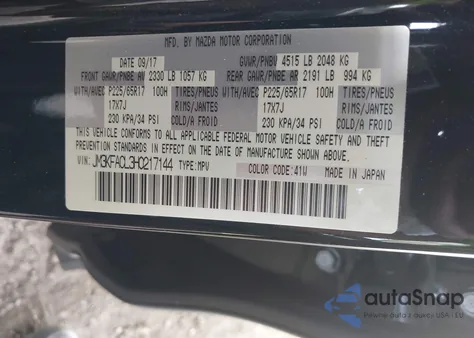 MFD. BY MAZDA MOTOR CORPORATION
DATE 09/17 GVWR/PNBV 4515 LB 2048 KG
FRONT GAWR/PNBE AV 2330 LB 1057 KG REAR GAWR/PNBE AR 2191 LB 994 KG
WITH/AVEC P225/65R17 100H TIRES/PNEUS WITH/AVEC P225/65R17 100H TIRES/PNEUS
17X7J RIMS/JANTES 17X7J RIMS/JANTES
230 KPA/34 PSI COLD/A FROID 230 KPA/34 PSI COLD/A FROID
THIS VEHICLE CONFORMS TO ALL APPLICABLE FEDERAL MOTOR VEHICLE SAFETY AND THEFT
PREVENTION STANDARDS IN EFFECT ON THE DATE OF MANUFACTURE SHOWN ABOVE.
VIN: JM3KFACL3H0217144 TYPE:MPV COLOR CODE:41W MADE IN JAPAN
autoSnap
Pewne auta z aukcji USA i EU